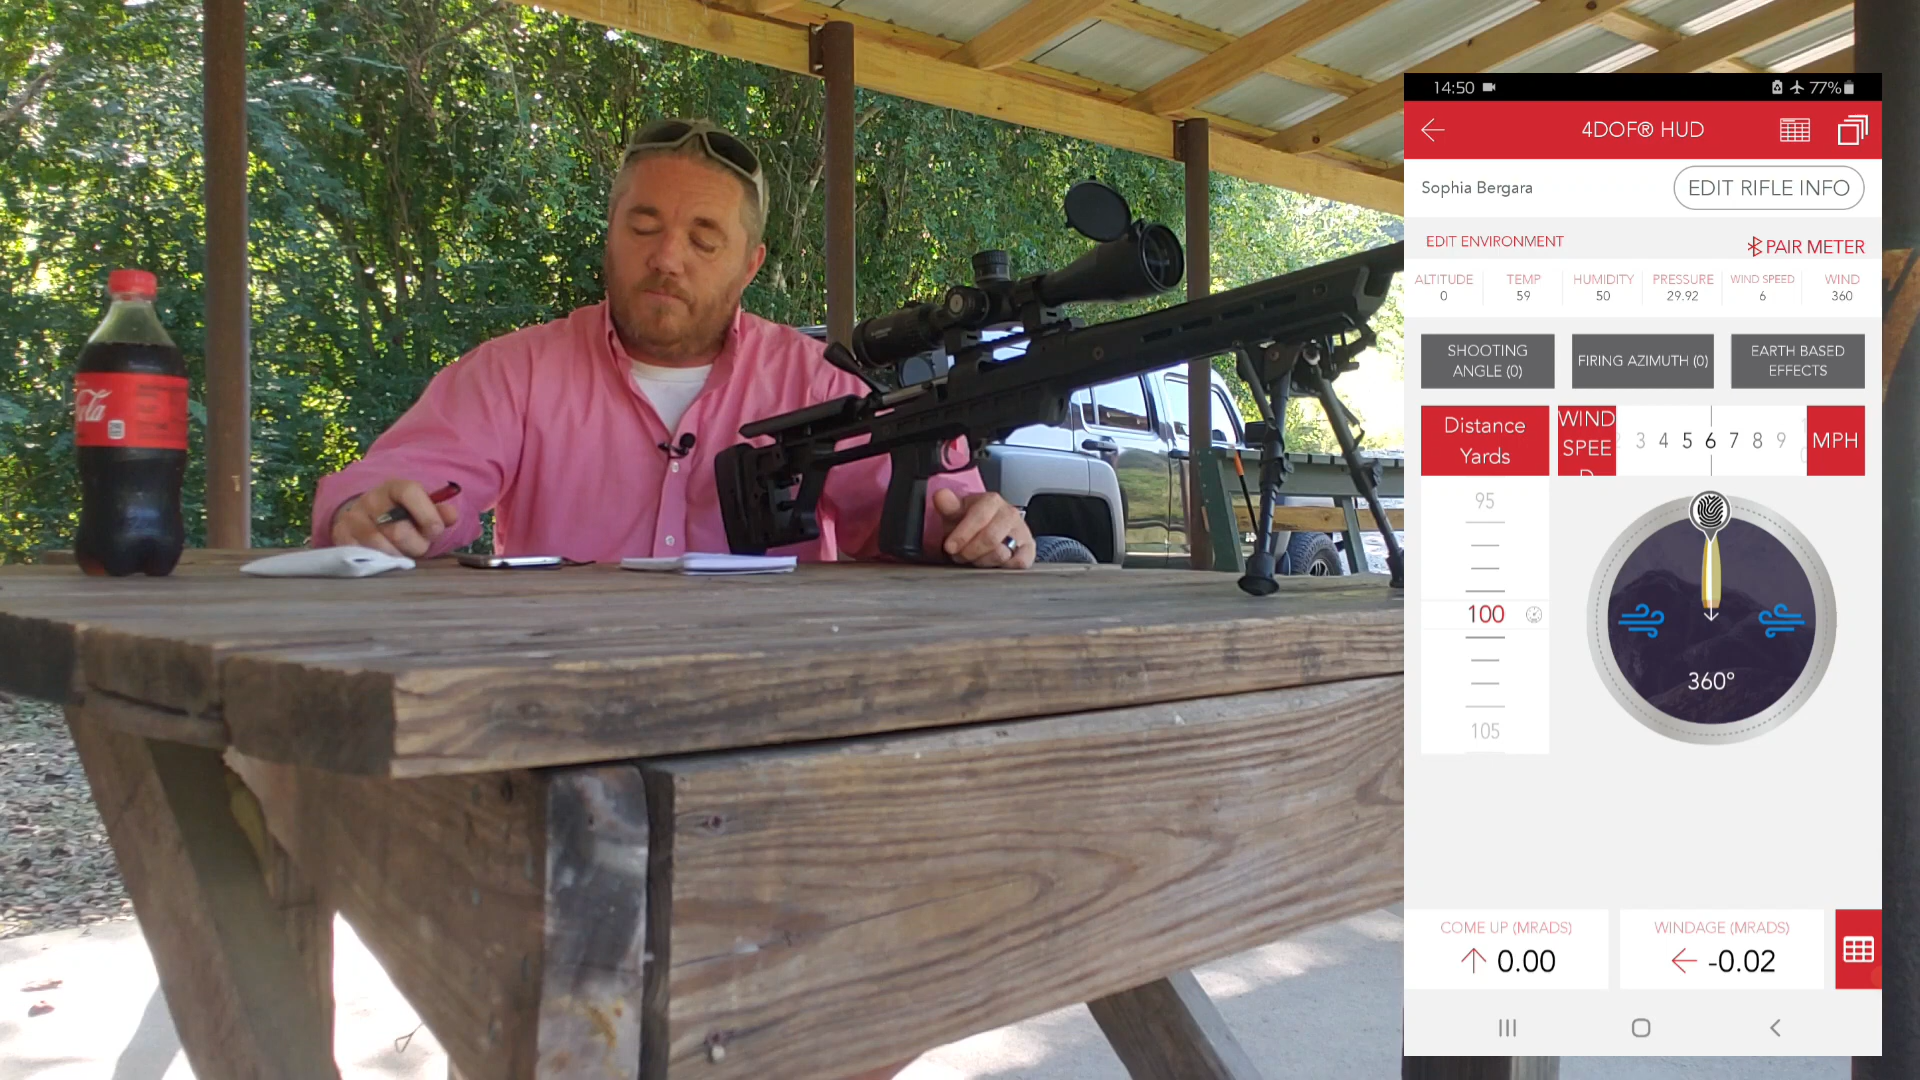 la
14:50
77%
4DOF® HUD
Sophia Bergara
EDIT RIFLE INFO
EDIT ENVIRONMENT
PAIR METER
ALTITUDE TEMP HUMIDITY PRESSURE WIND SPEED WIND
0 59 50 29.92 6 360
SHOOTING
ANGLE (0)
FIRING AZIMUTH (0)
EARTH BASED
EFFECTS
Distance
Yards
WIND
SPEE
D
3 4 5 6 7 8 9
MPH
95
100
105
360°
COME UP (MRADS)
0.00
WINDAGE (MRADS)
-0.02